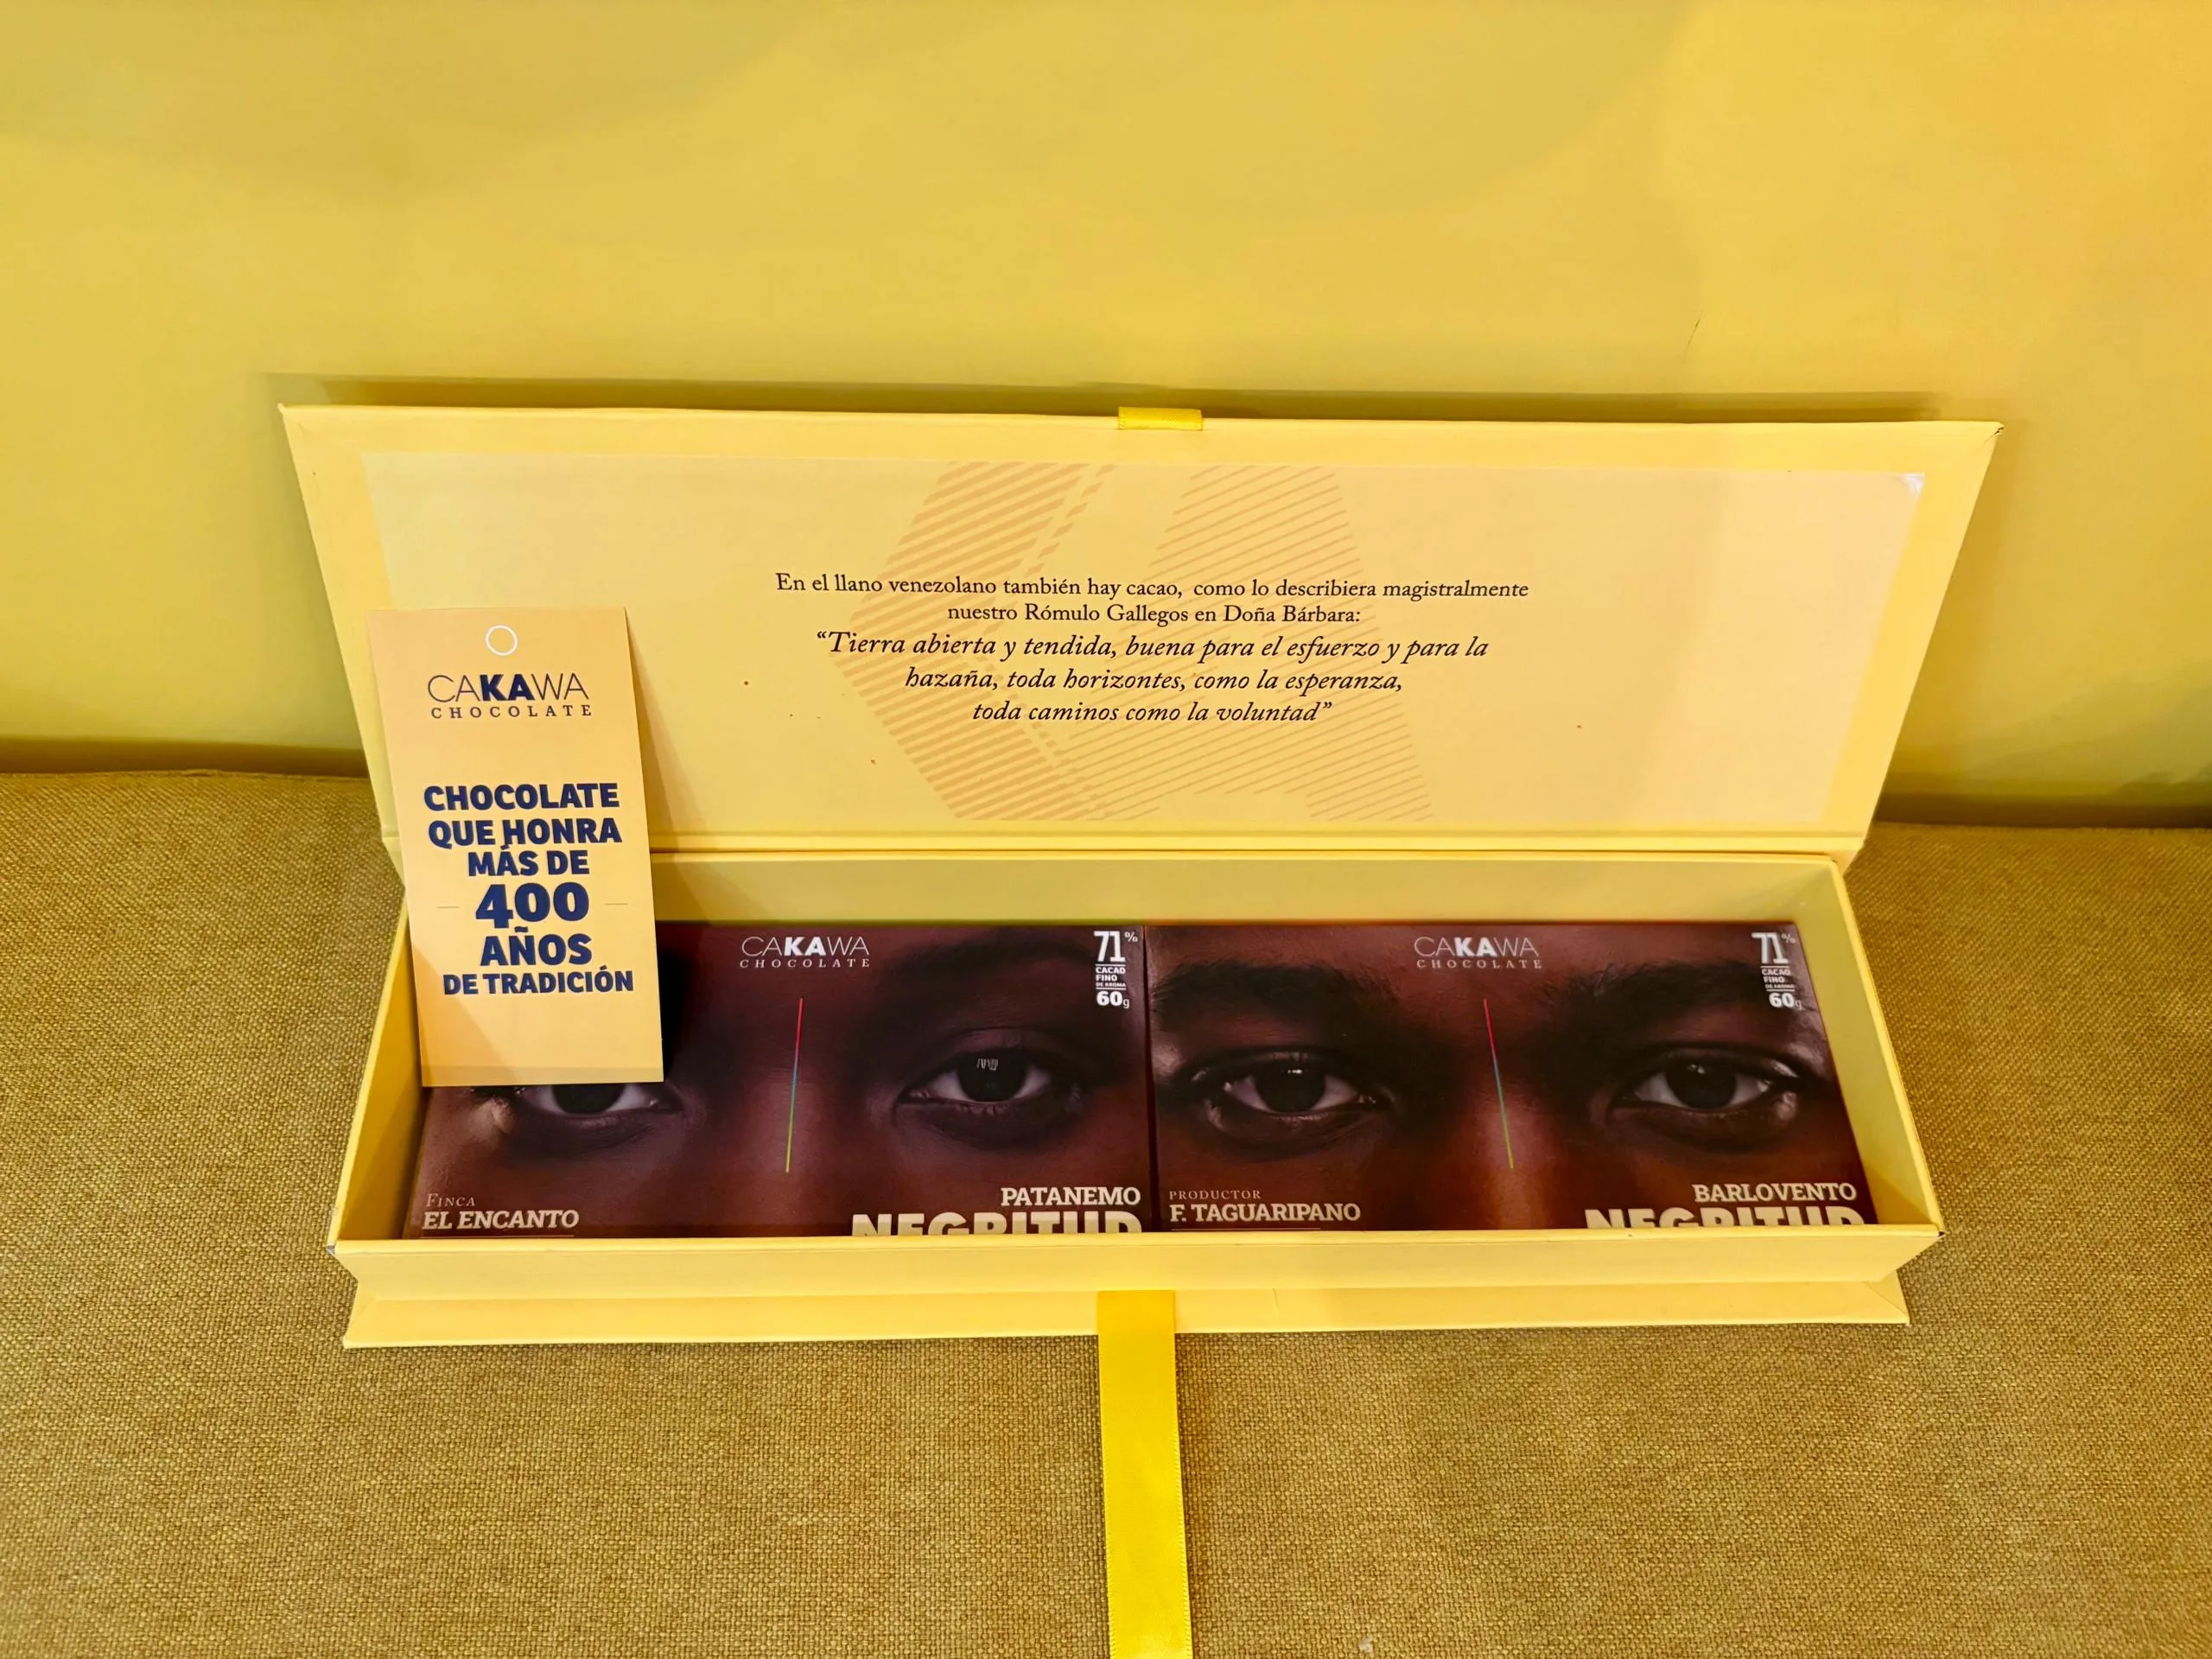 En el llano venezolano también hay cacao, como lo describiera magistralmente
nuestro Rómulo Gallegos en Doña Bárbara:
“Tierra abierta y tendida, buena para el esfuerzo y para la
hazaña, toda horizontes, como la esperanza,
toda caminos como la voluntad”
CAKAWA
CHOCOLATE
CHOCOLATE
QUE HONRA
MÁS DE
400
AÑOS
DE TRADICIÓN
CAKAWA
CHOCOLATE
71%
CACAO
FINO
DE AROMA
60g
FINCA
EL ENCANTO
PATANEMO
NEGRITUD
CAKAWA
CHOCOLATE
71%
CACAO
FINO
DE AROMA
60g
PRODUCTOR
F. TAGUARIPANO
BARLOVENTO
NEGRITUD